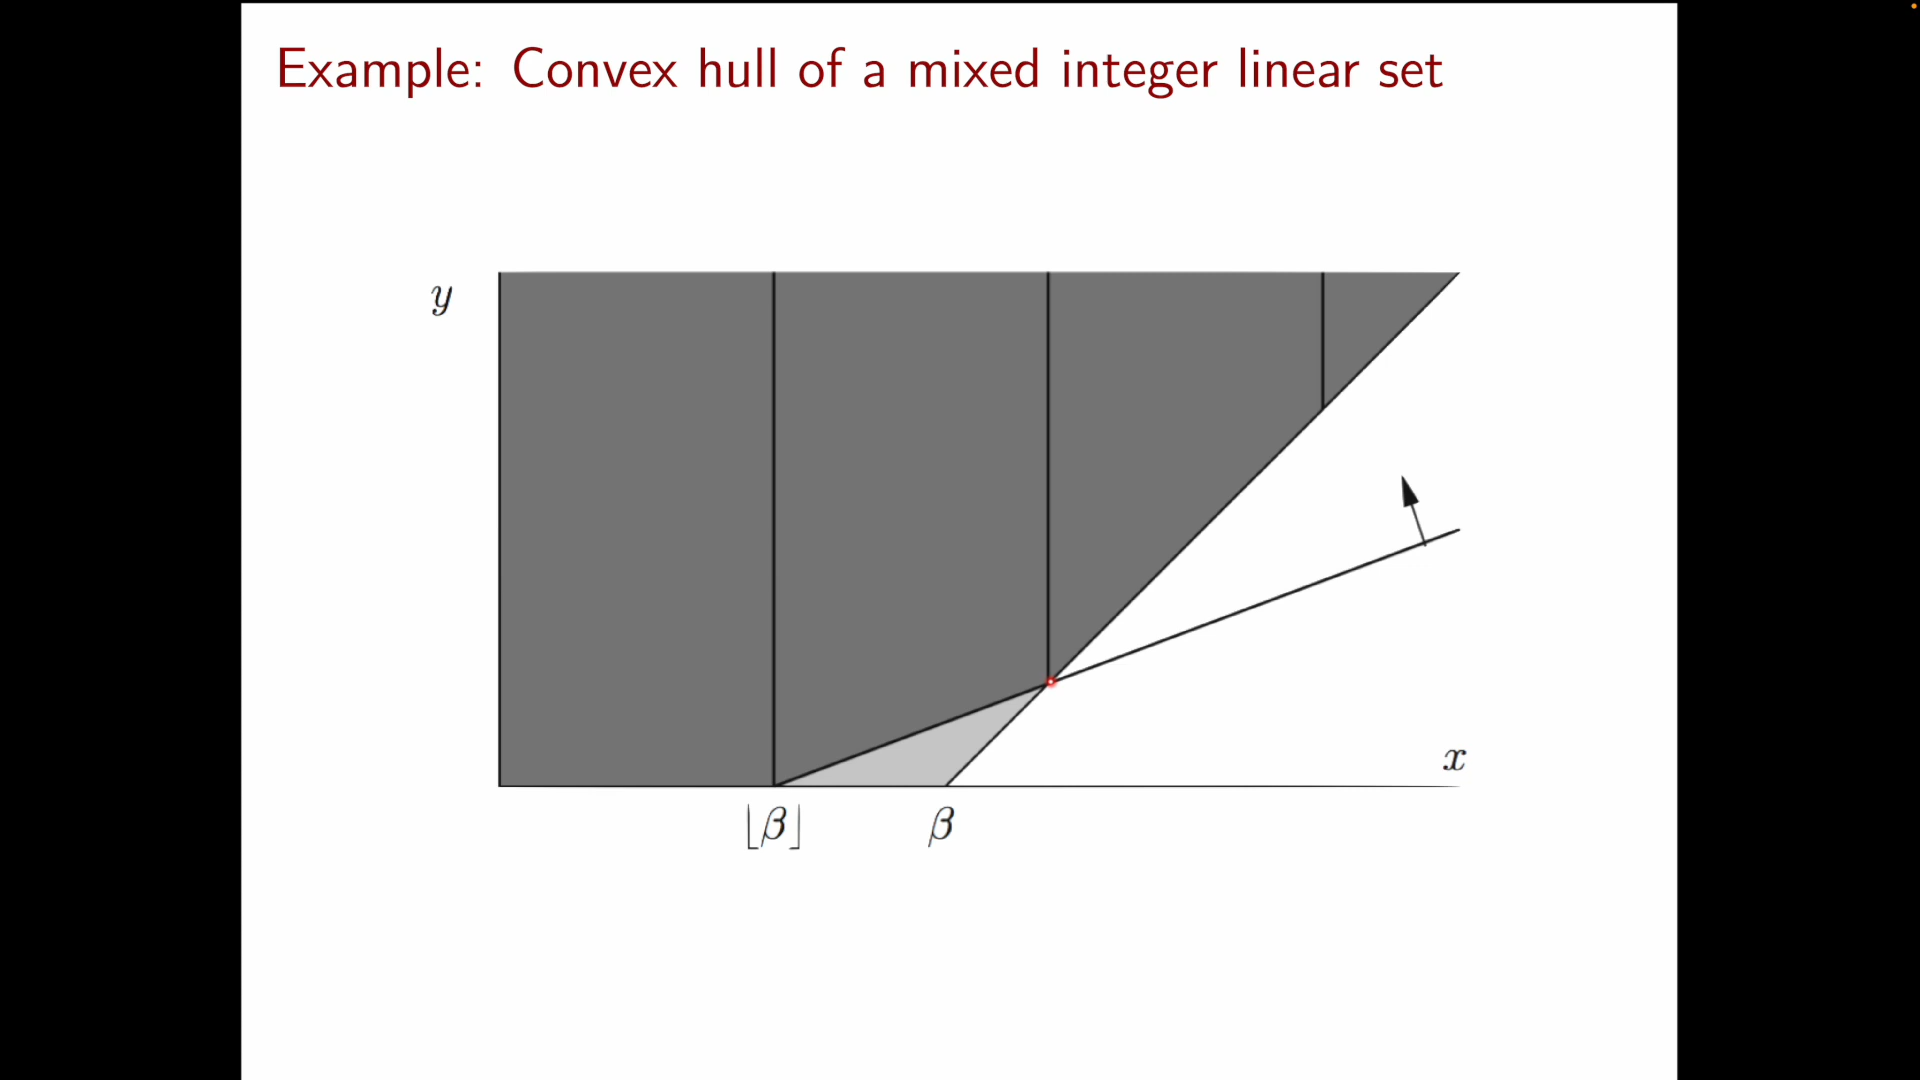 Example: Convex hull of a mixed integer linear set
y
x
⌊β⌋ β